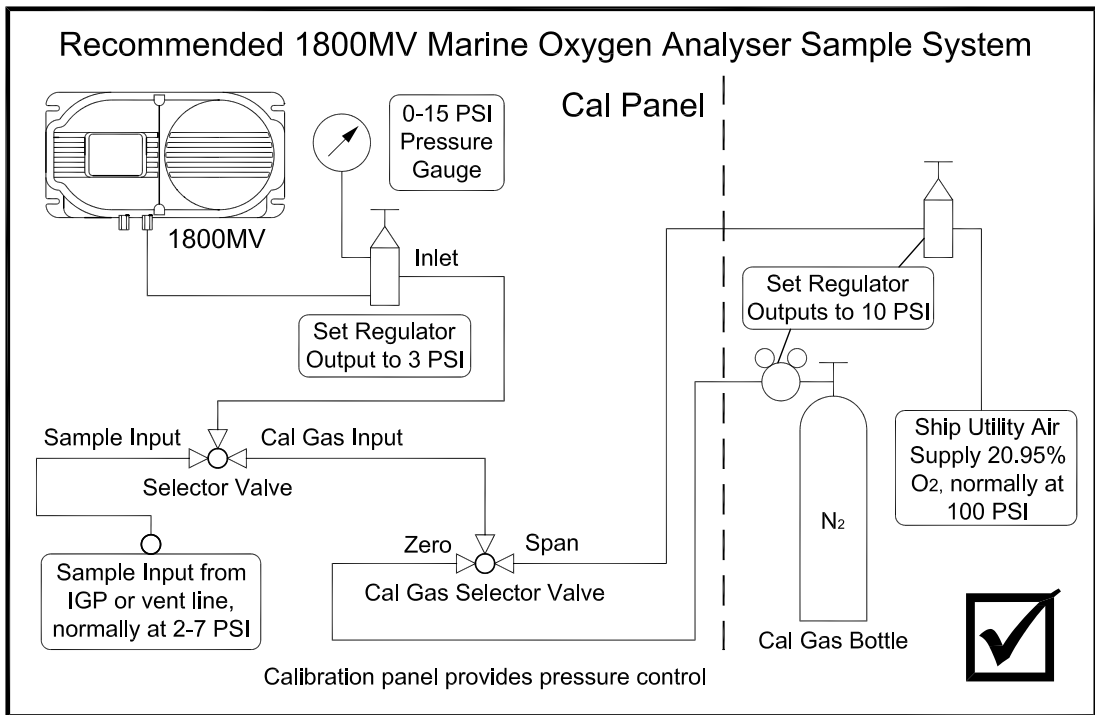 Recommended 1800MV Marine Oxygen Analyser Sample System
Cal Panel
0-15 PSI
Pressure
Gauge
1800MV
Inlet
Set Regulator
Output to 3 PSI
Set Regulator
Outputs to 10 PSI
Sample Input
Cal Gas Input
Selector Valve
Ship Utility Air
Supply 20.95%
O2, normally at
100 PSI
N2
Zero
Span
Cal Gas Selector Valve
Sample Input from
IGP or vent line,
normally at 2-7 PSI
Cal Gas Bottle
Calibration panel provides pressure control